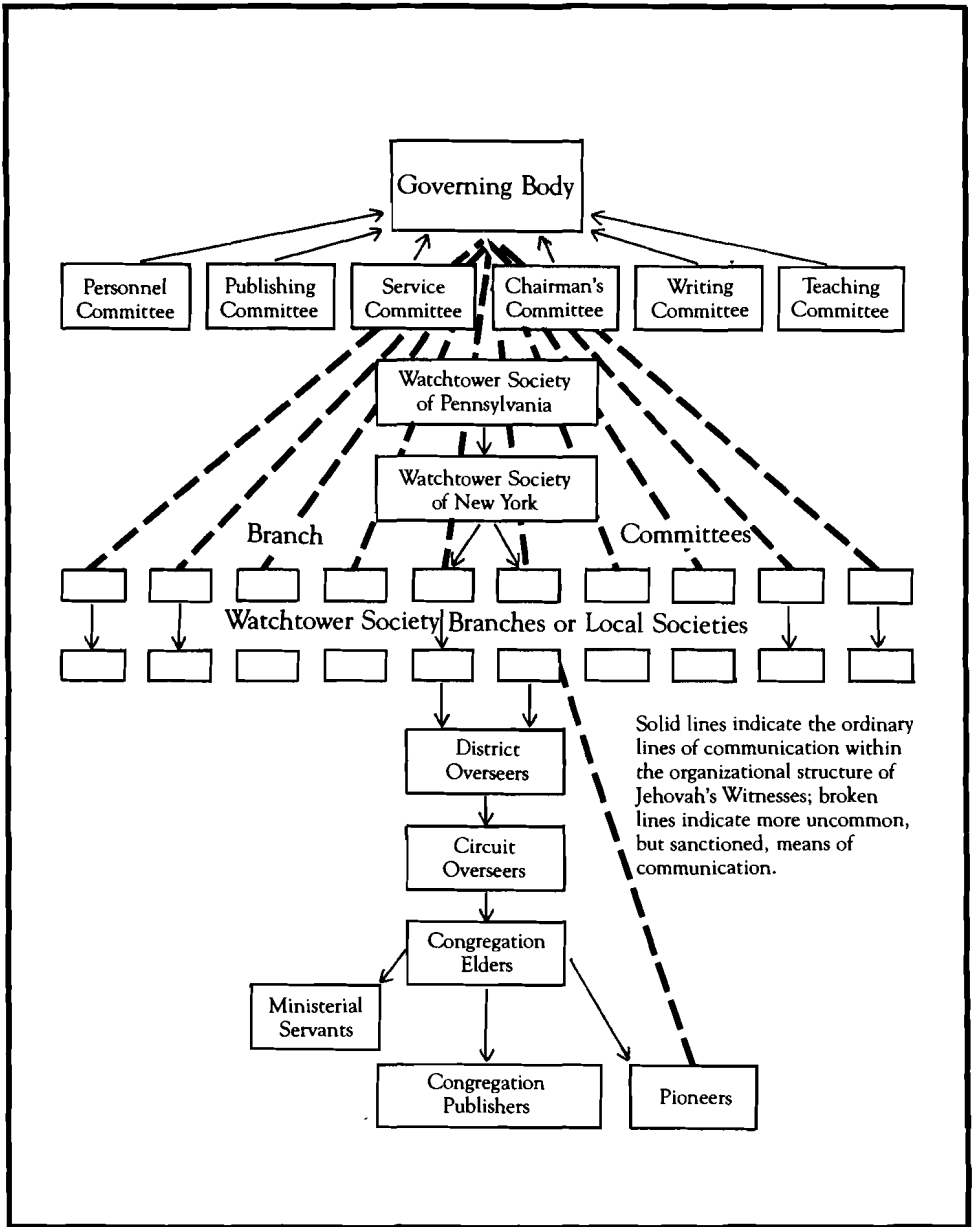 Governing Body
Personnel
Committee
Publishing
Committee
Service
Committee
Chairman's
Committee
Writing
Committee
Teaching
Committee
Watchtower Society
of Pennsylvania
Watchtower Society
of New York
Branch
Committees
Watchtower Society Branches or Local Societies
Solid lines indicate the ordinary
lines of communication within
the organizational structure of
Jehovah's Witnesses; broken
lines indicate more uncommon,
but sanctioned, means of
communication.
District
Overseers
Circuit
Overseers
Congregation
Elders
Ministerial
Servants
Congregation
Publishers
Pioneers